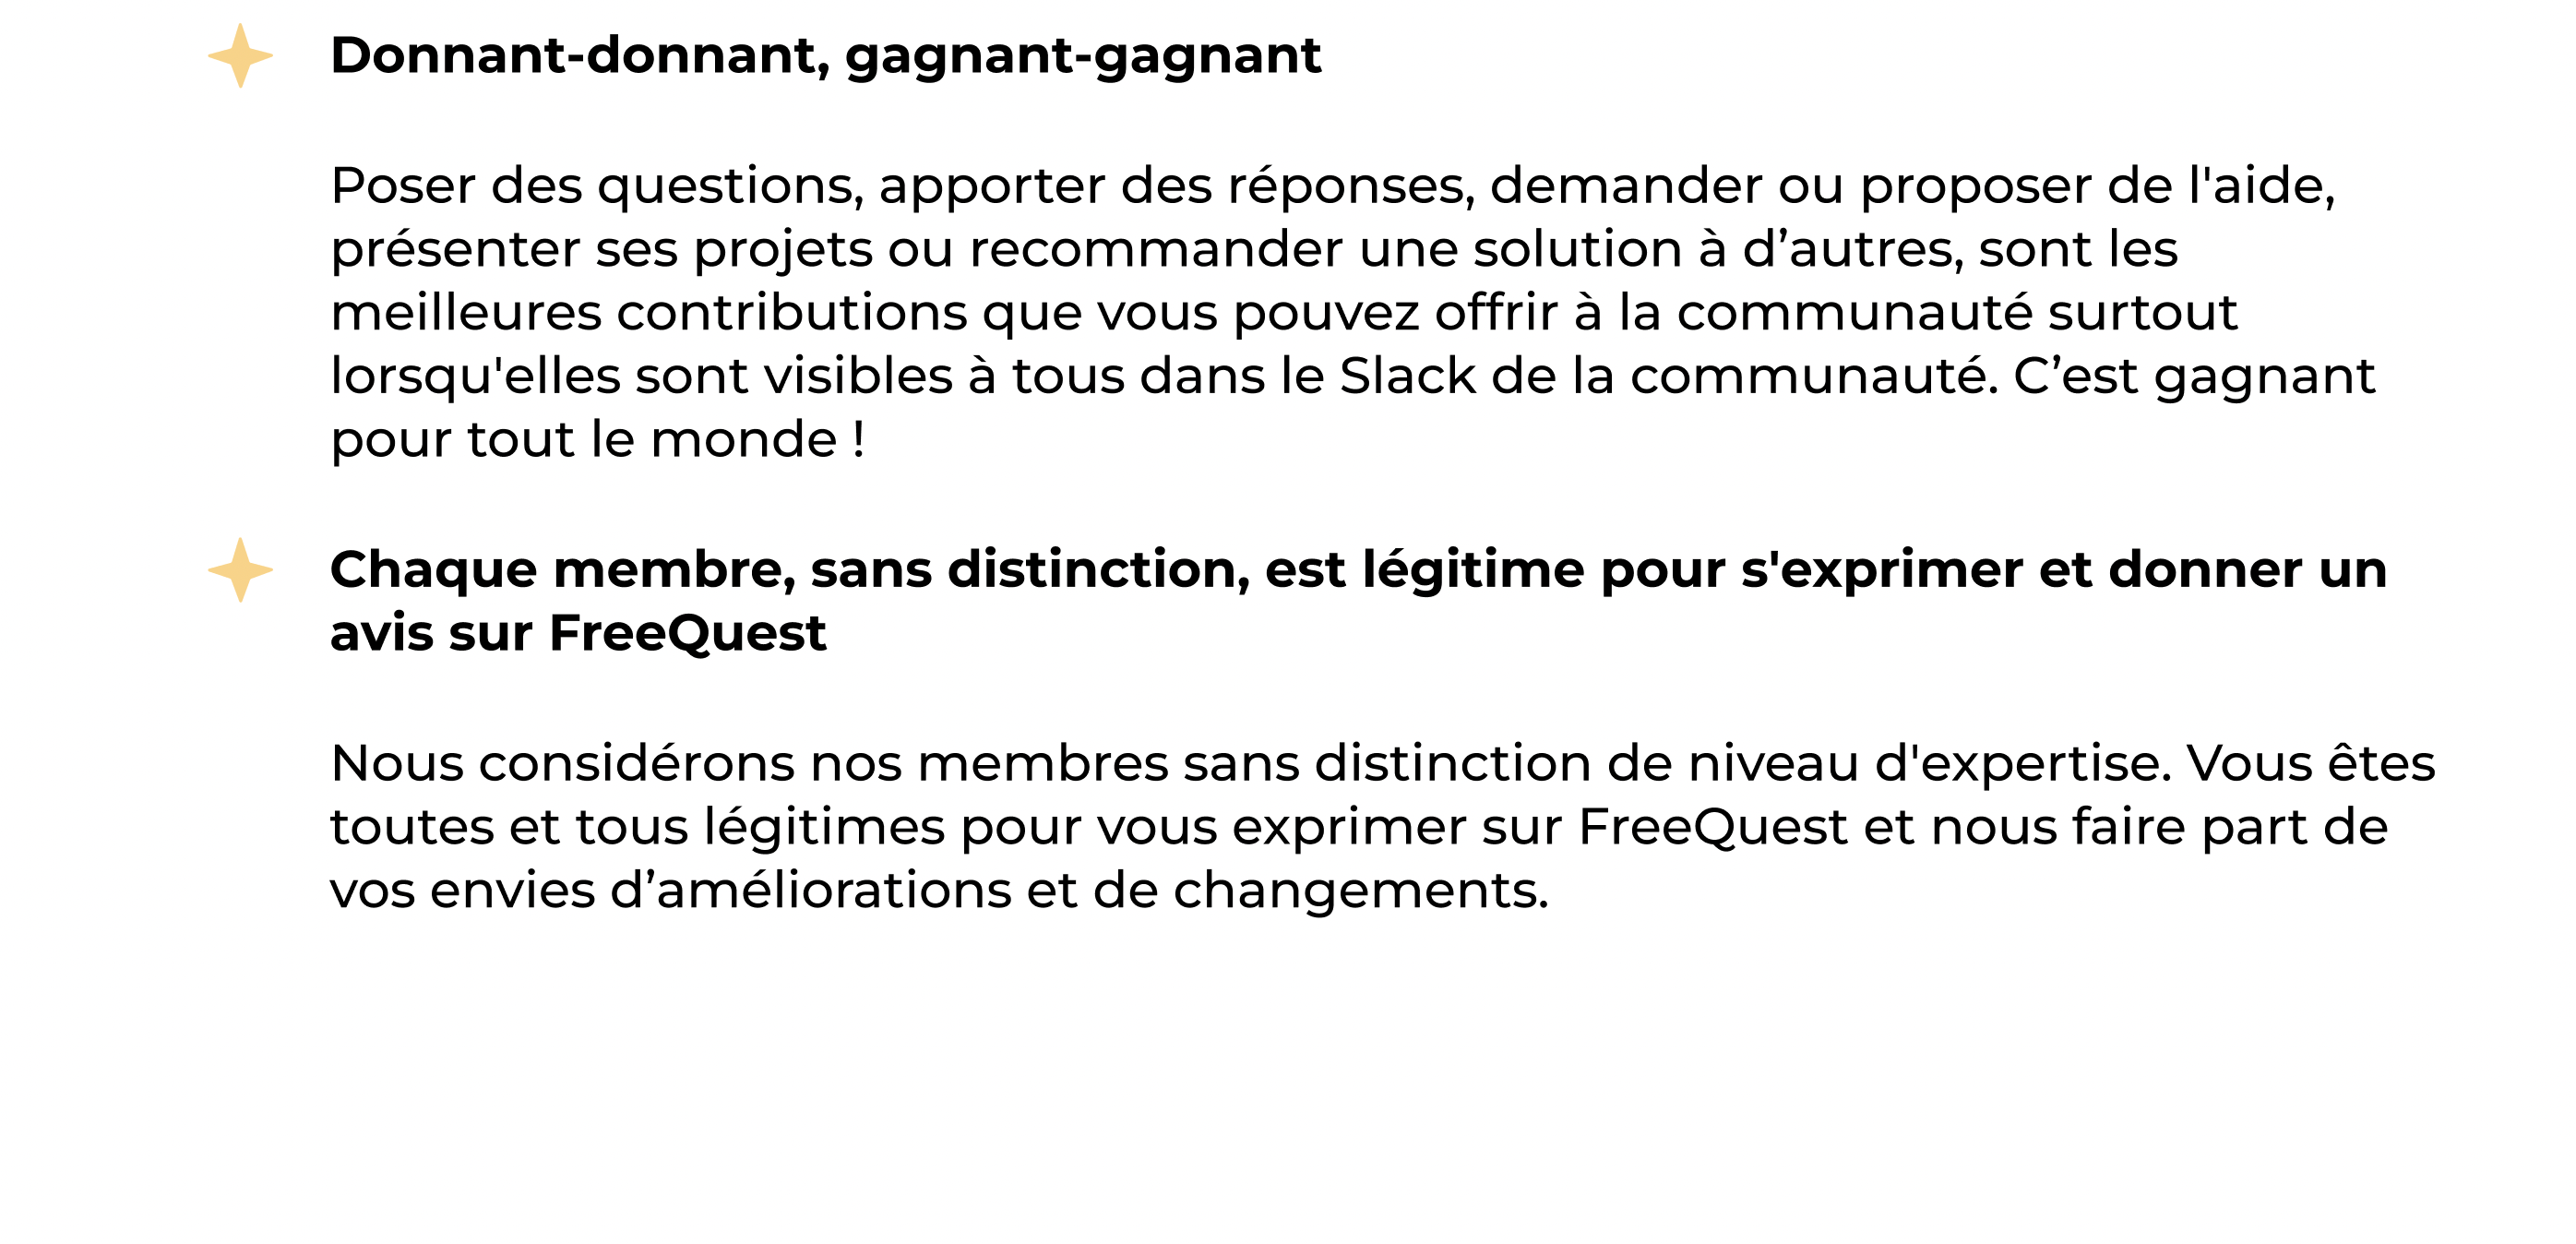 Donnant-donnant, gagnant-gagnant
Poser des questions, apporter des réponses, demander ou proposer de l'aide,
présenter ses projets ou recommander une solution à d’autres, sont les
meilleures contributions que vous pouvez offrir à la communauté surtout
lorsqu'elles sont visibles à tous dans le Slack de la communauté. C’est gagnant
pour tout le monde !
Chaque membre, sans distinction, est légitime pour s'exprimer et donner un
avis sur FreeQuest
Nous considérons nos membres sans distinction de niveau d'expertise. Vous êtes
toutes et tous légitimes pour vous exprimer sur FreeQuest et nous faire part de
vos envies d’améliorations et de changements.